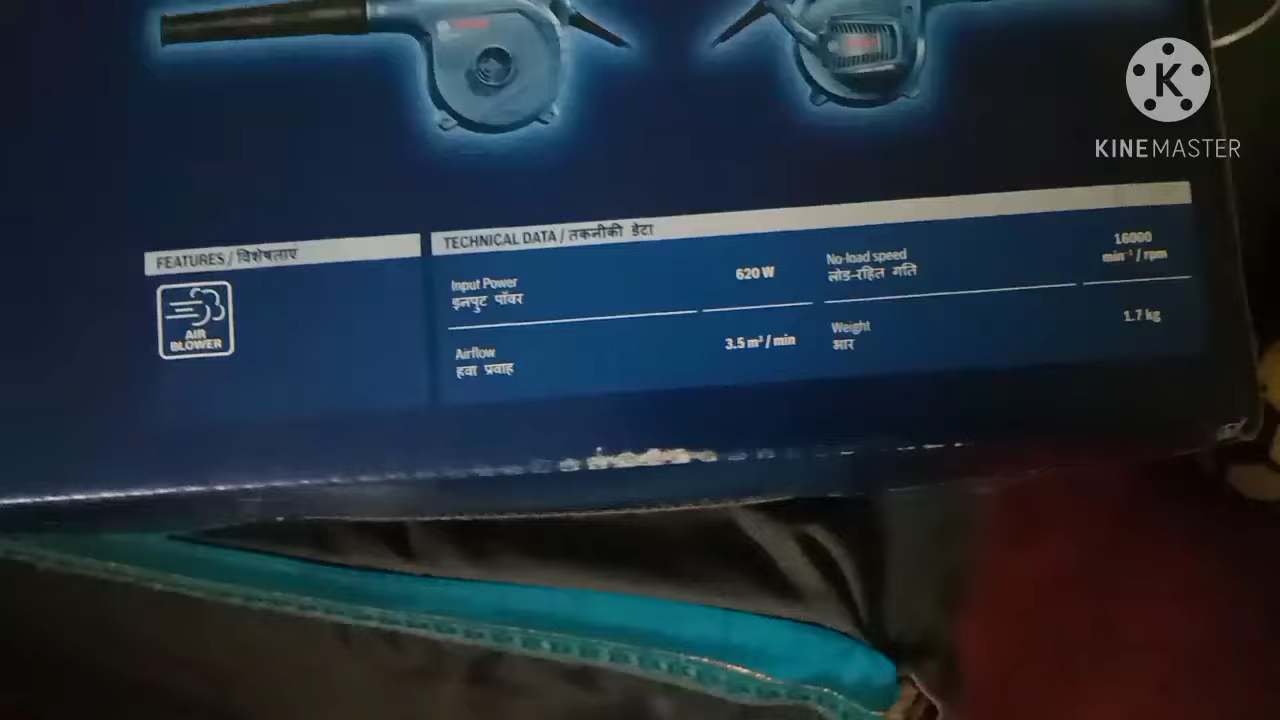 K
KINEMASTER
FEATURES / विशेषताएं
AIR
BLOWER
TECHNICAL DATA / तकनीकी डेटा
Input Power
इनपुट पॉवर
620 W
No-load speed
लोड-रहित गति
16000
min⁻¹ / rpm
Airflow
हवा प्रवाह
3.5 m³ / min
Weight
भार
1.7 kg